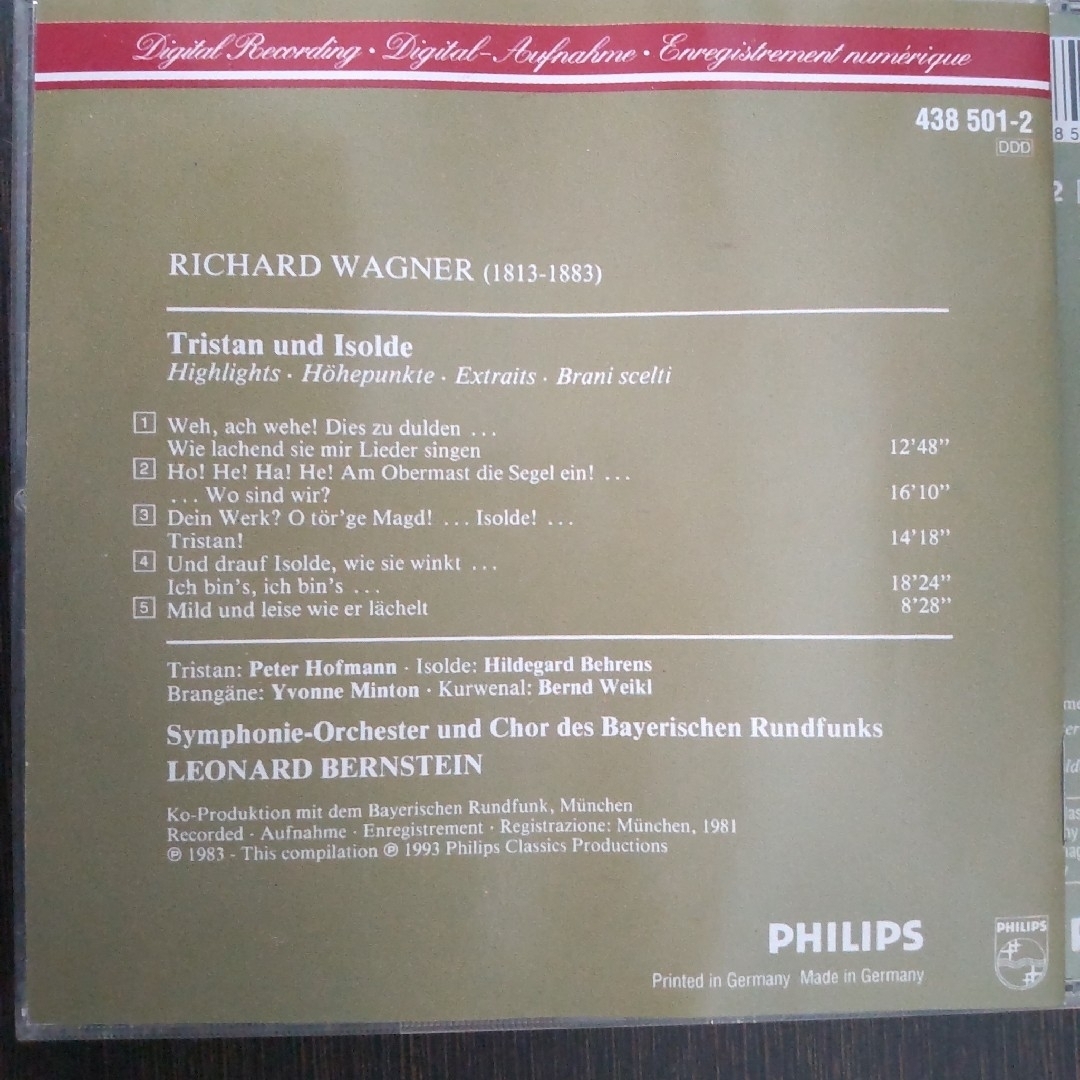 Digital Recording · Digital-Aufnahme · Enregistrement numérique
438 501-2
DDD
RICHARD WAGNER (1813-1883)
Tristan und Isolde
Highlights · Höhepunkte · Extraits · Brani scelti
1 Weh, ach wehe! Dies zu dulden ...
Wie lachend sie mir Lieder singen 12'48''
2 Ho! He! Ha! He! Am Obermast die Segel ein! ...
... Wo sind wir? 16'10''
3 Dein Werk? O tör'ge Magd! ... Isolde! ...
Tristan! 14'18''
4 Und drauf Isolde, wie sie winkt ...
Ich bin's, ich bin's ... 18'24''
5 Mild und leise wie er lächelt 8'28''
Tristan: Peter Hofmann · Isolde: Hildegard Behrens
Brangäne: Yvonne Minton · Kurwenal: Bernd Weikl
Symphonie-Orchester und Chor des Bayerischen Rundfunks
LEONARD BERNSTEIN
Ko-Produktion mit dem Bayerischen Rundfunk, München
Recorded · Aufnahme · Enregistrement · Registrazione: München, 1981
℗ 1983 - This compilation ℗ 1993 Philips Classics Productions
PHILIPS
Printed in Germany Made in Germany
PHILIPS